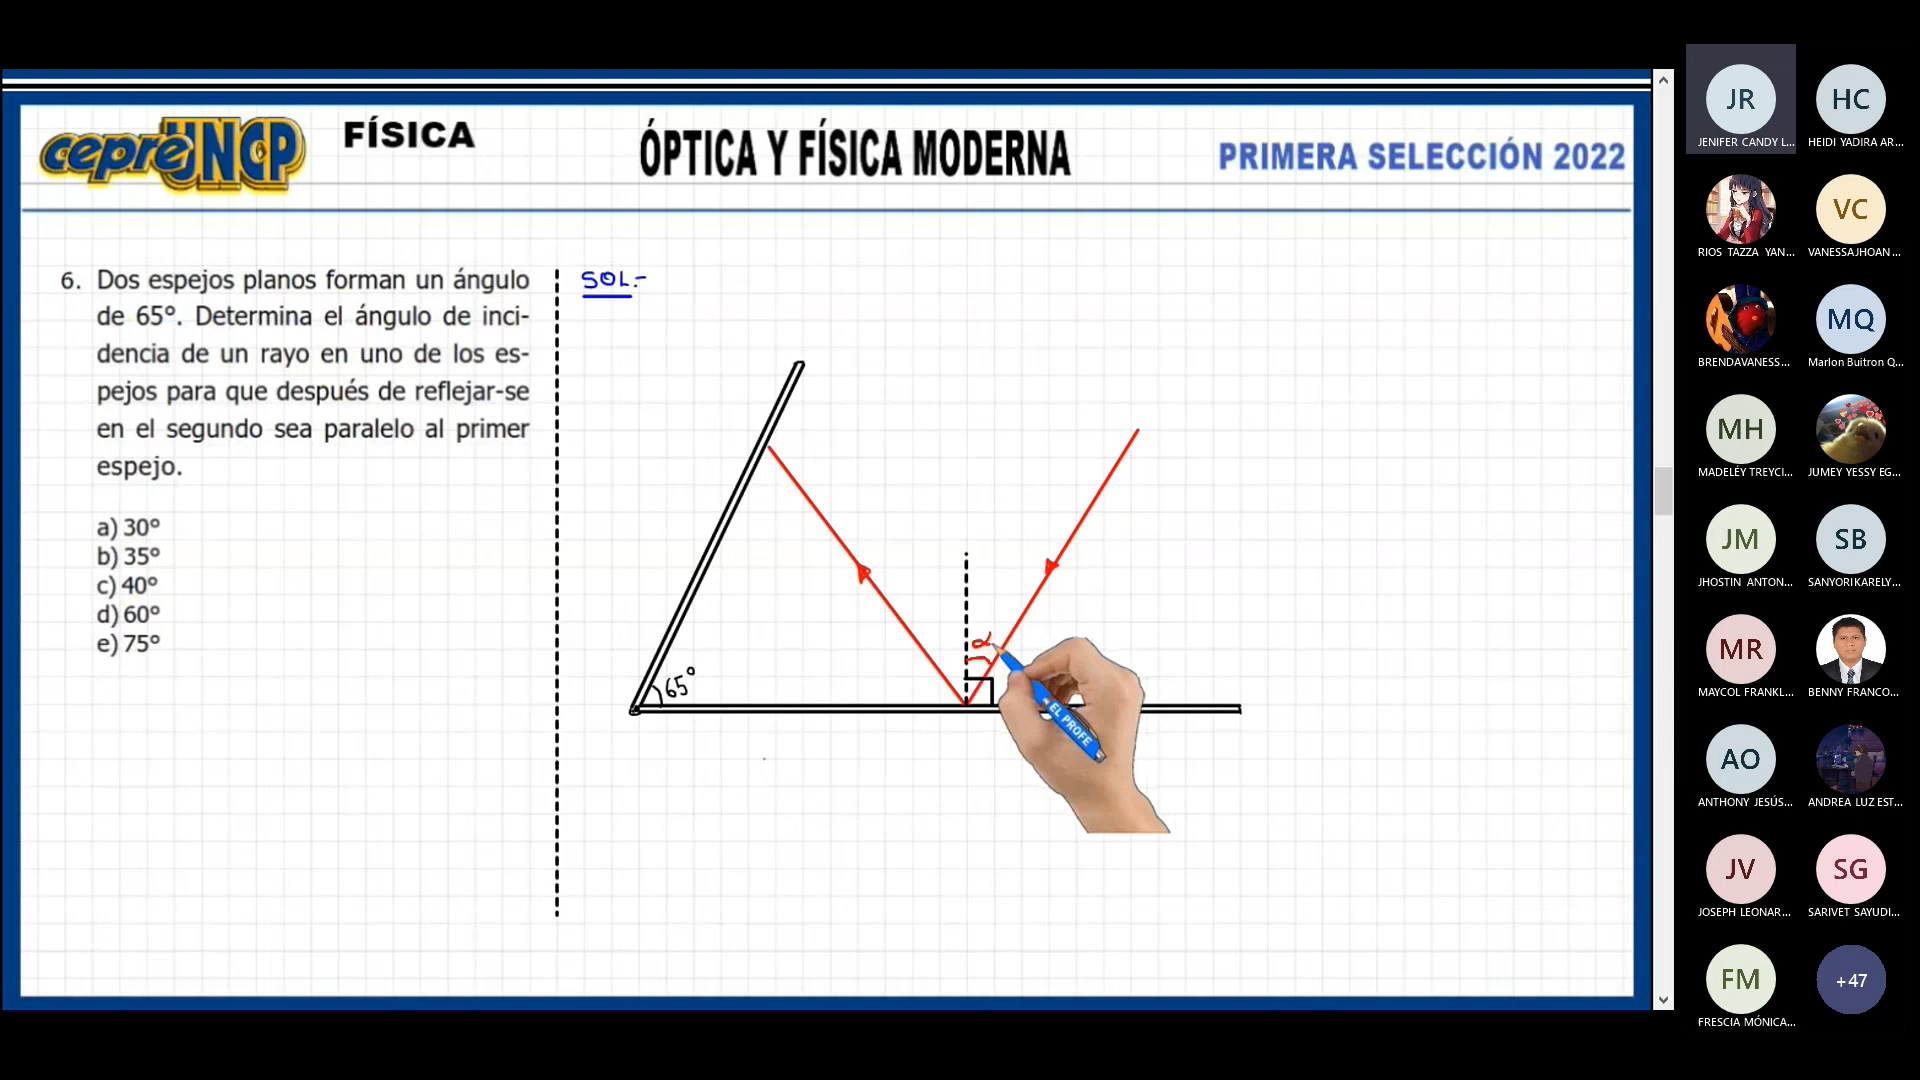 cepreUNCP
FÍSICA
ÓPTICA Y FÍSICA MODERNA
PRIMERA SELECCIÓN 2022
6. Dos espejos planos forman un ángulo
de 65°. Determina el ángulo de inci-
dencia de un rayo en uno de los es-
pejos para que después de reflejar-se
en el segundo sea paralelo al primer
espejo.
a) 30°
b) 35°
c) 40°
d) 60°
e) 75°
SOL.-
65°
α
EL PROFE
JR
JENIFER CANDY L...
HC
HEIDI YADIRA AR...
RIOS TAZZA YAN...
VC
VANESSAJHOAN...
BRENDAVANESS...
MQ
Marlon Buitron Q...
MH
MADELÉY TREYCI...
JUMEY YESSY EG...
JM
JHOSTIN ANTON...
SB
SANYORIKARELY...
MR
MAYCOL FRANKL...
BENNY FRANCO...
AO
ANTHONY JESÚS...
ANDREA LUZ EST...
JV
JOSEPH LEONAR...
SG
SARIVET SAYUDI...
FM
FRESCIA MÓNICA...
+47